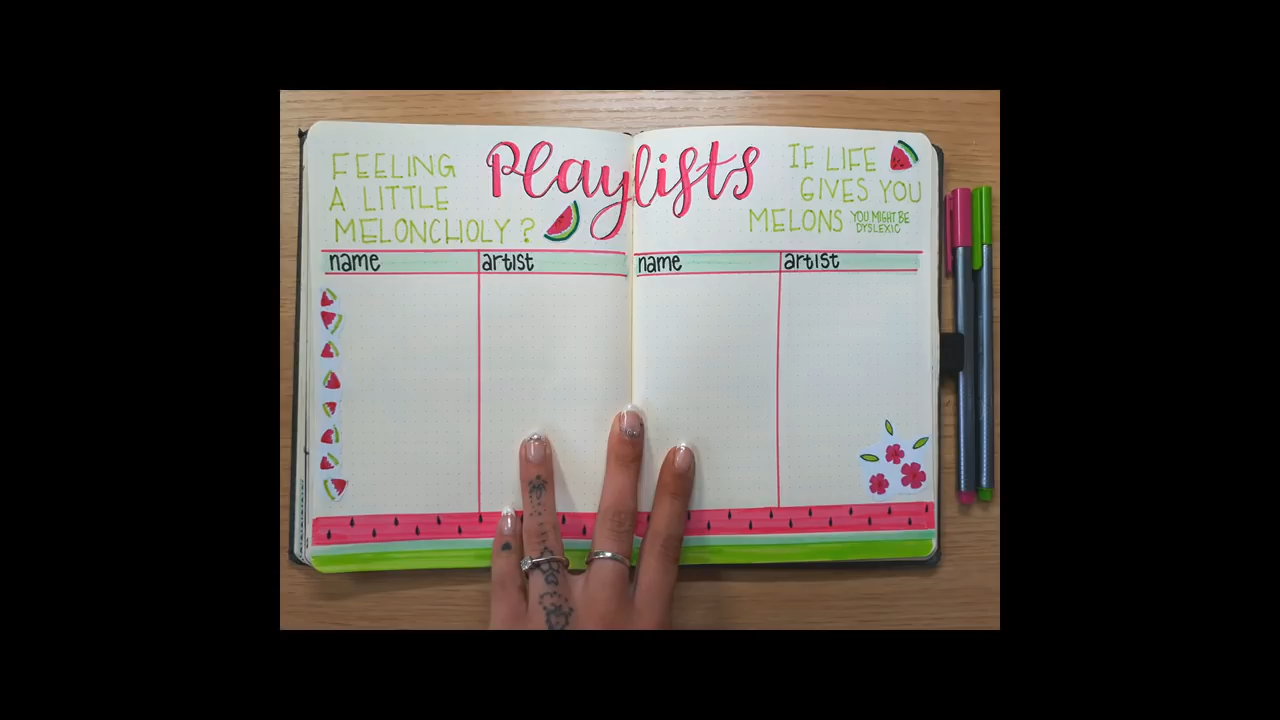 FEELING
A LITTLE
MELONCHOLY ?
Playlists
IF LIFE
GIVES YOU
MELONS YOU MIGHT BE
DYSLEXIC
name artist name artist